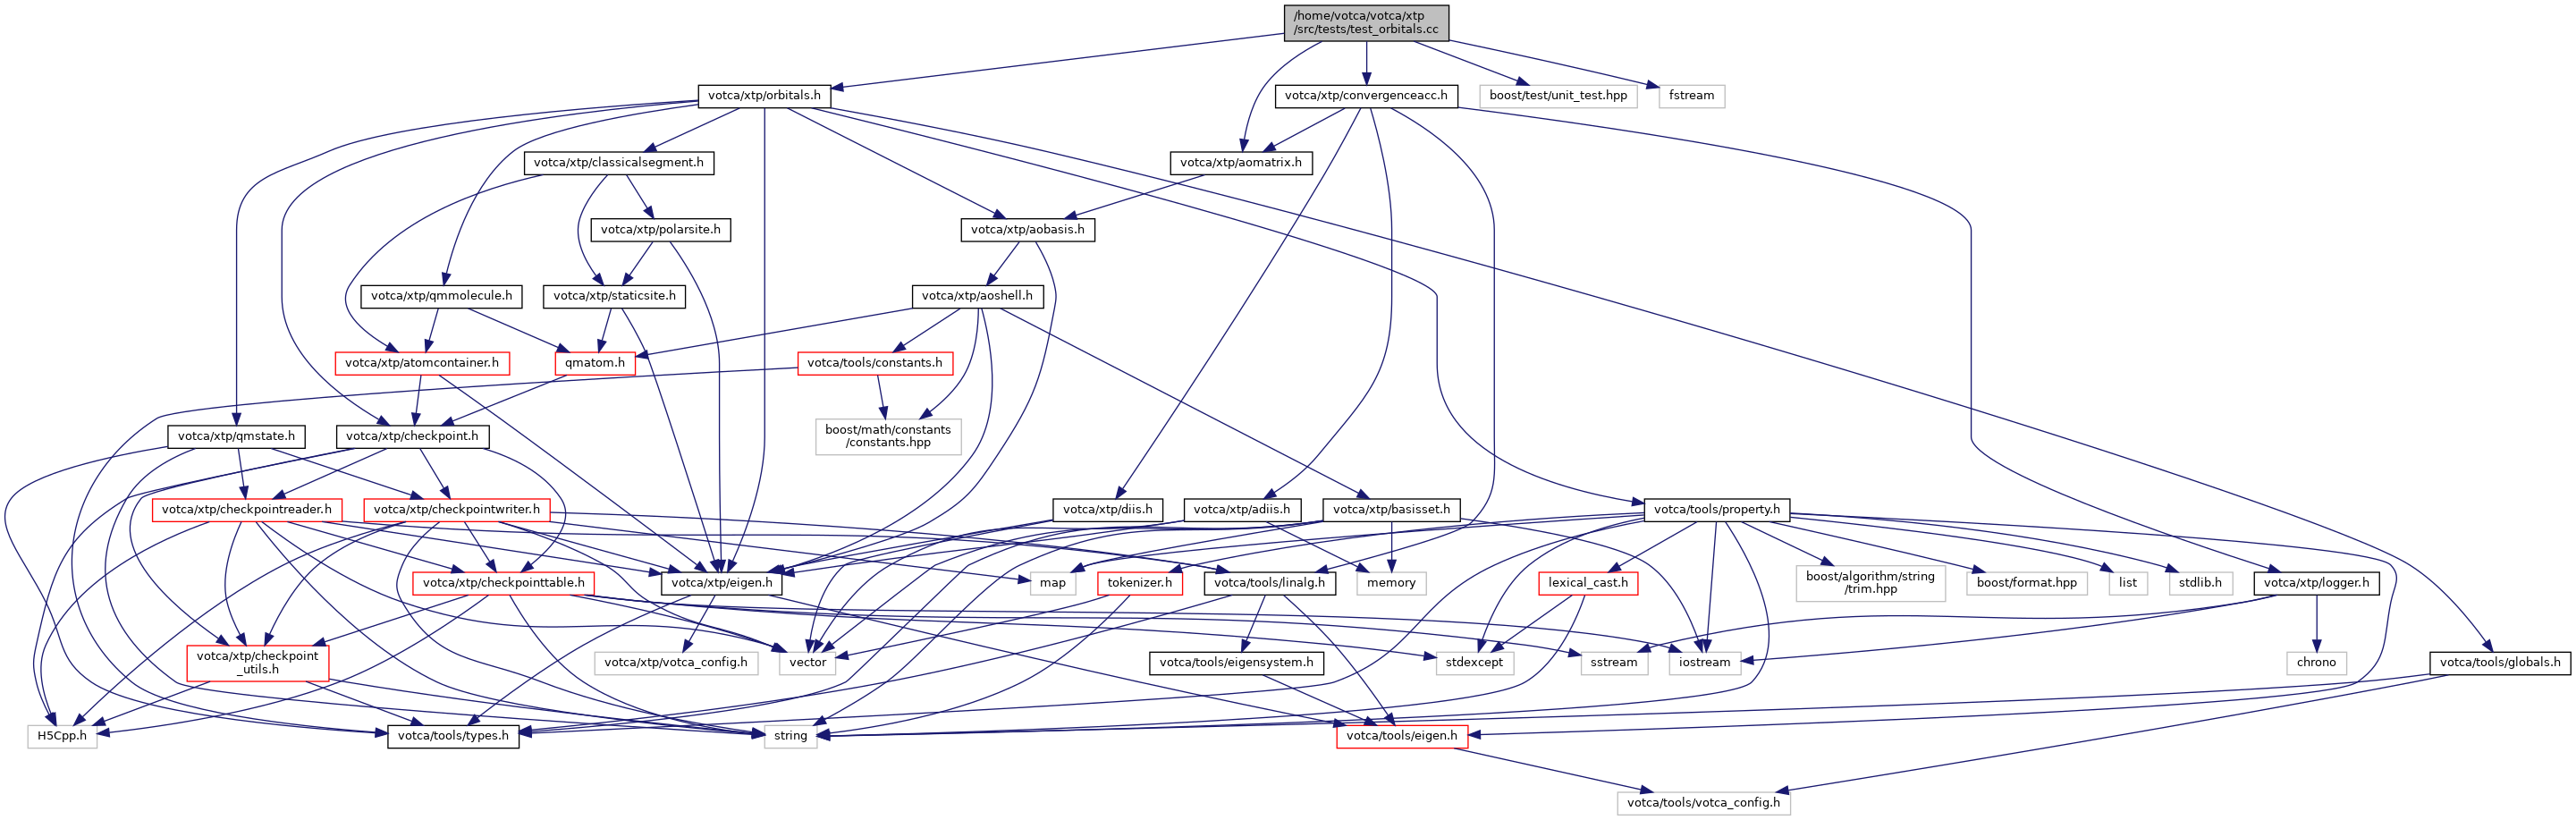 /home/votca/votca/xtp
/src/tests/test_orbitals.cc
votca/xtp/orbitals.h
votca/xtp/convergenceacc.h
boost/test/unit_test.hpp
fstream
votca/xtp/classicalsegment.h
votca/xtp/aomatrix.h
votca/xtp/polarsite.h
votca/xtp/aobasis.h
votca/xtp/qmmolecule.h
votca/xtp/staticsite.h
votca/xtp/aoshell.h
votca/xtp/atomcontainer.h
qmatom.h
votca/tools/constants.h
votca/xtp/qmstate.h
votca/xtp/checkpoint.h
boost/math/constants
/constants.hpp
votca/xtp/checkpointreader.h
votca/xtp/checkpointwriter.h
votca/xtp/diis.h
votca/xtp/adiis.h
votca/xtp/basisset.h
votca/tools/property.h
votca/xtp/checkpointtable.h
votca/xtp/eigen.h
map
tokenizer.h
votca/tools/linalg.h
memory
lexical_cast.h
boost/algorithm/string
/trim.hpp
boost/format.hpp
list
stdlib.h
votca/xtp/logger.h
votca/xtp/checkpoint
_utils.h
votca/xtp/votca_config.h
vector
votca/tools/eigensystem.h
stdexcept
sstream
iostream
chrono
votca/tools/globals.h
H5Cpp.h
votca/tools/types.h
string
votca/tools/eigen.h
votca/tools/votca_config.h